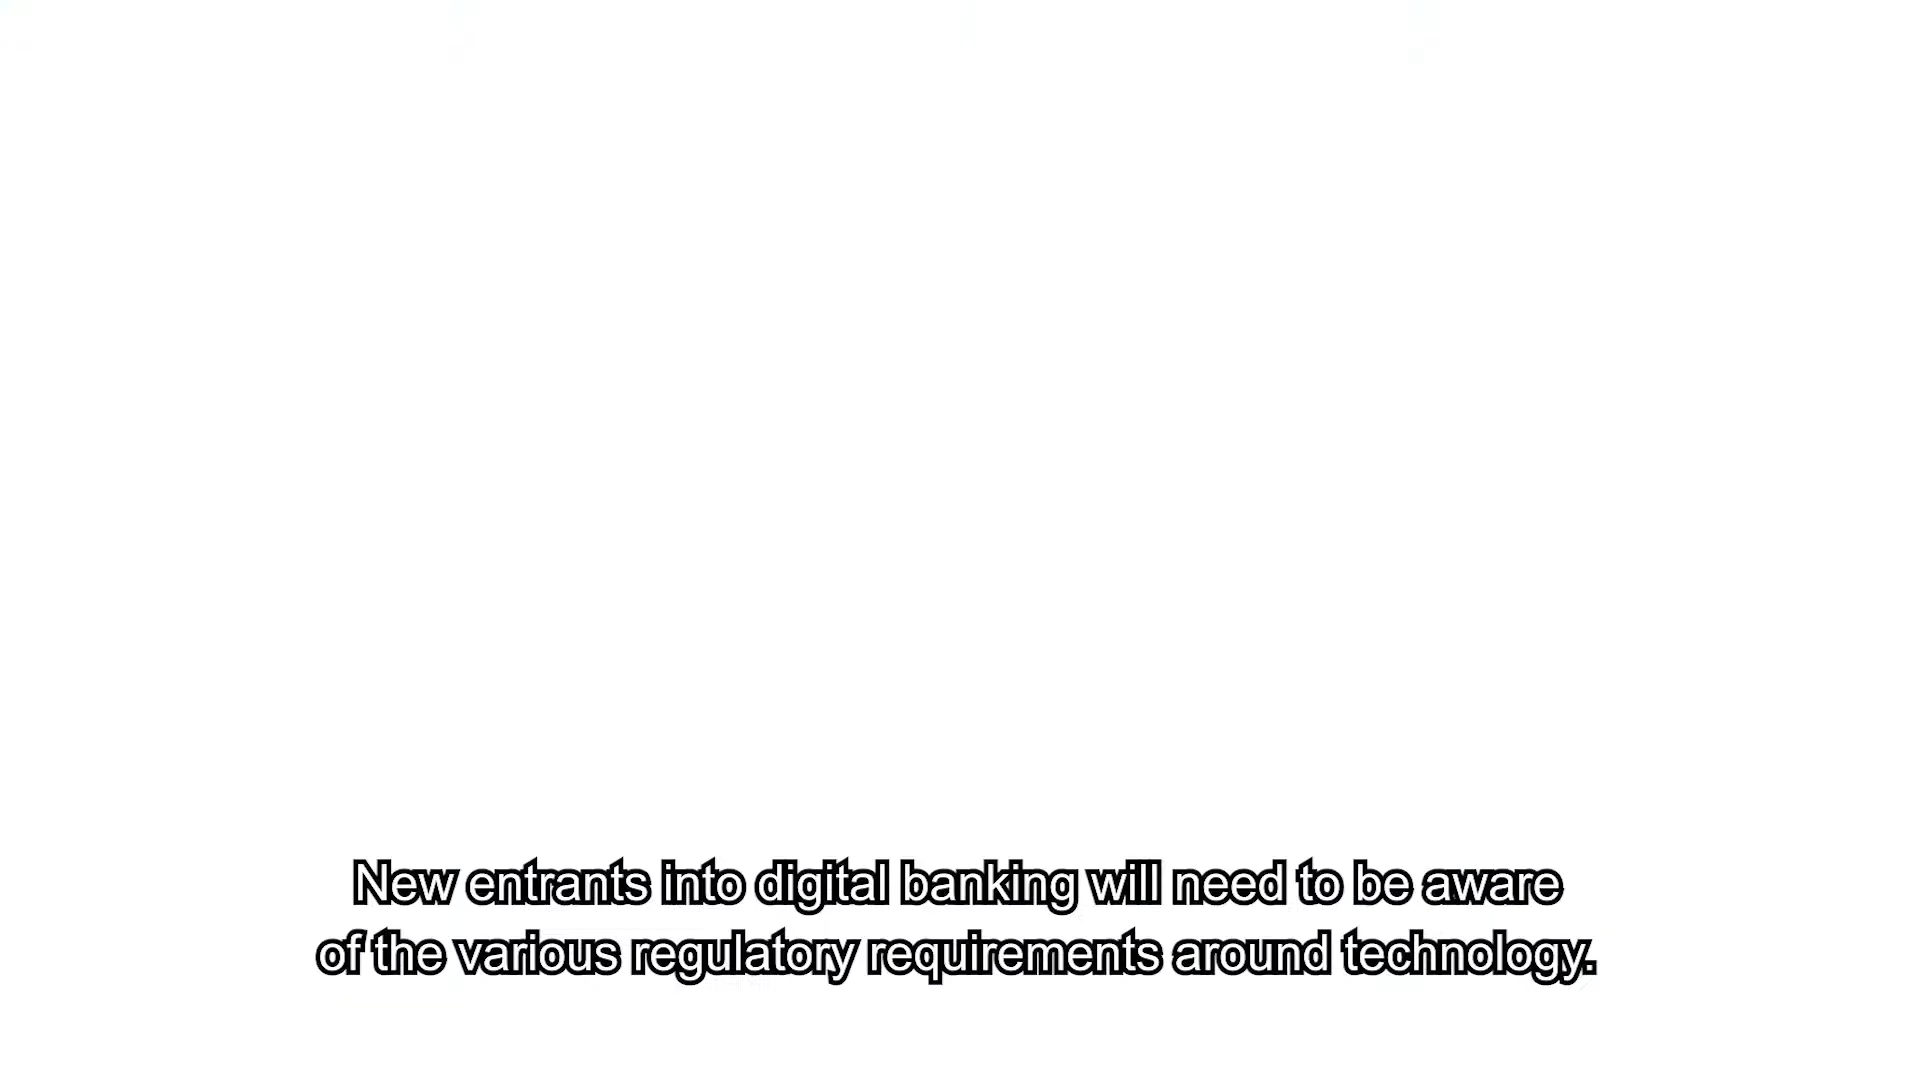 New entrants into digital banking will need to be aware
of the various regulatory requirements around technology.